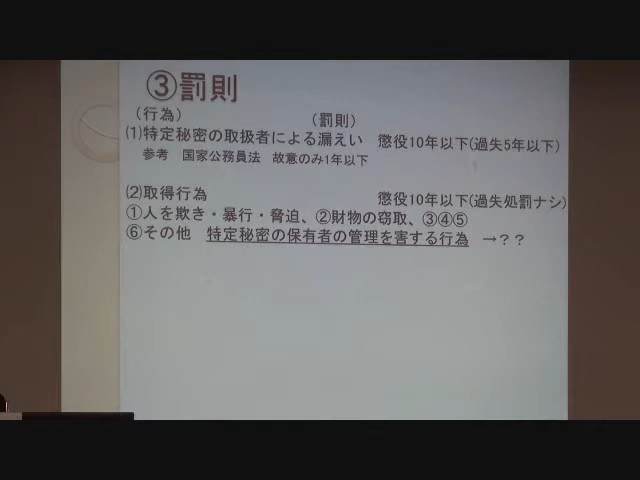 ③罰則
（行為） （罰則）
(1)特定秘密の取扱者による漏えい 懲役10年以下(過失5年以下)
参考 国家公務員法 故意のみ1年以下
(2)取得行為 懲役10年以下(過失処罰ナシ)
①人を欺き・暴行・脅迫、②財物の窃取、③④⑤
⑥その他 特定秘密の保有者の管理を害する行為 →？？